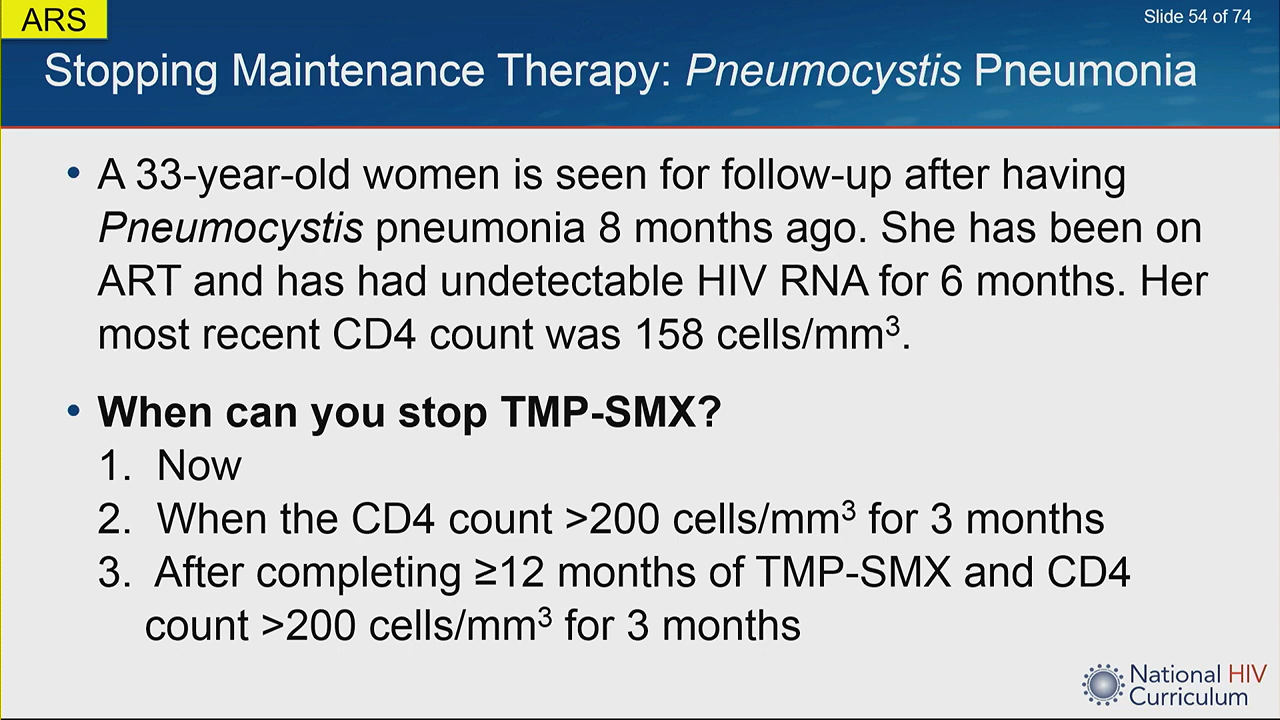 ARS
Slide 54 of 74
Stopping Maintenance Therapy: Pneumocystis Pneumonia
• A 33-year-old women is seen for follow-up after having
Pneumocystis pneumonia 8 months ago. She has been on
ART and has had undetectable HIV RNA for 6 months. Her
most recent CD4 count was 158 cells/mm³.
• When can you stop TMP-SMX?
1. Now
2. When the CD4 count >200 cells/mm³ for 3 months
3. After completing ≥12 months of TMP-SMX and CD4
count >200 cells/mm³ for 3 months
National HIV
Curriculum